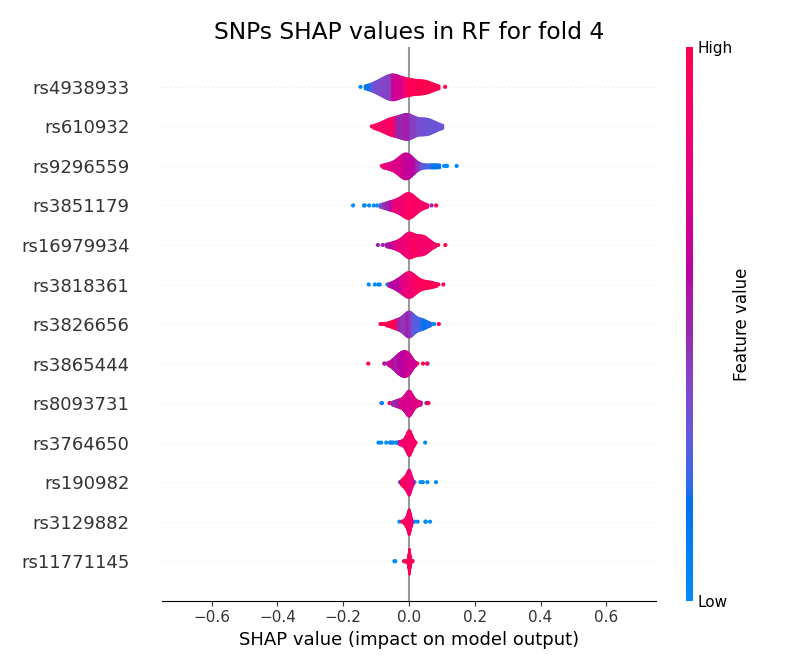 SNPs SHAP values in RF for fold 4
High
rs4938933
rs610932
rs9296559
rs3851179
rs16979934
rs3818361
rs3826656
rs3865444
rs8093731
rs3764650
rs190982
rs3129882
rs11771145
Feature value
Low
−0.6 −0.4 −0.2 0.0 0.2 0.4 0.6
SHAP value (impact on model output)